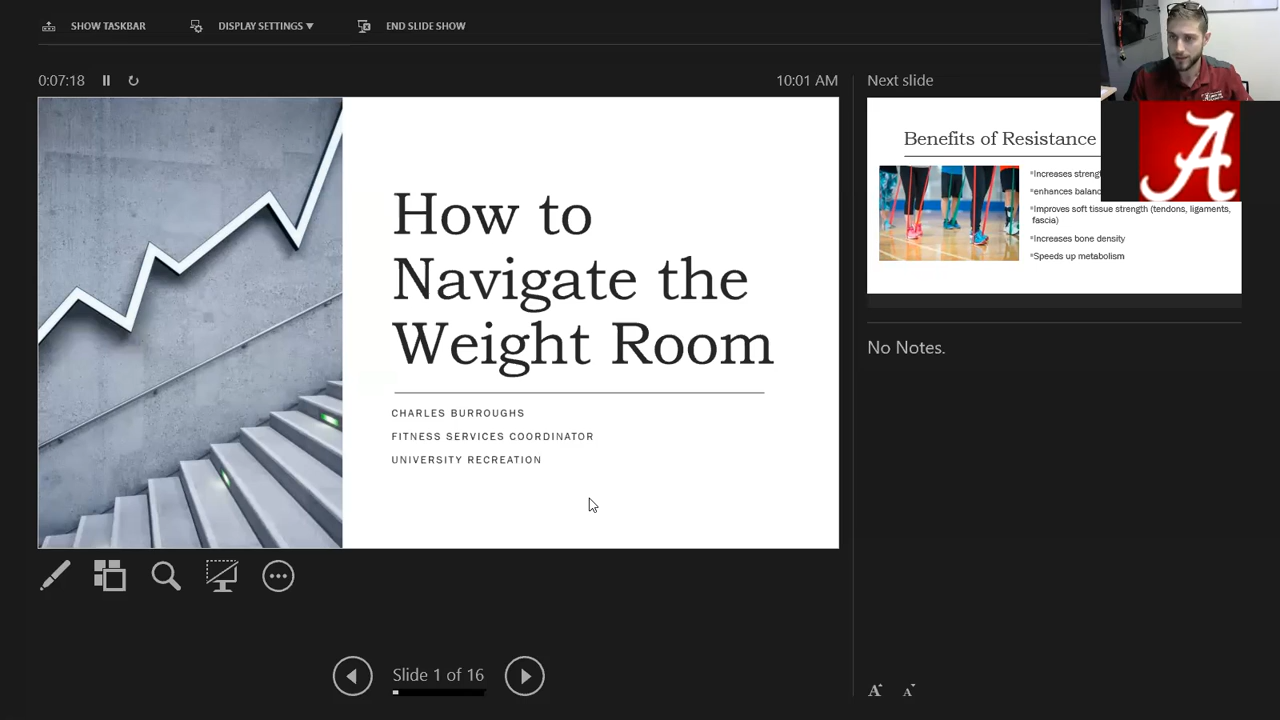 SHOW TASKBAR
DISPLAY SETTINGS ▼
END SLIDE SHOW
0:07:18
10:01 AM
How to
Navigate the
Weight Room
CHARLES BURROUGHS
FITNESS SERVICES COORDINATOR
UNIVERSITY RECREATION
Slide 1 of 16
Next slide
Benefits of Resistance
*Increases streng
*enhances balanc
*Improves soft tissue strength (tendons, ligaments,
fascia)
*Increases bone density
*Speeds up metabolism
A
No Notes.
A A